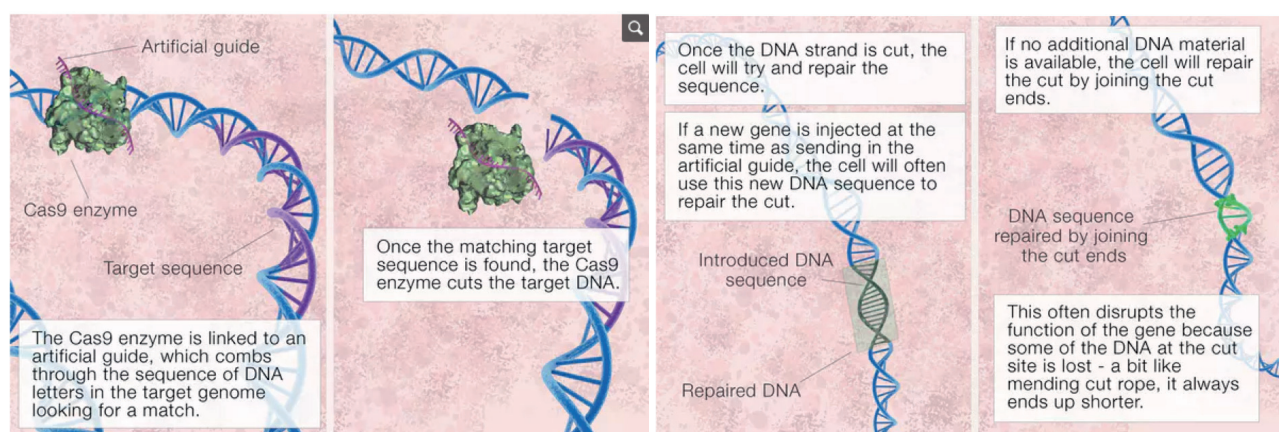 Artificial guide
Cas9 enzyme
Target sequence
The Cas9 enzyme is linked to an
artificial guide, which combs
through the sequence of DNA
letters in the target genome
looking for a match.
Once the matching target
sequence is found, the Cas9
enzyme cuts the target DNA.
Once the DNA strand is cut, the
cell will try and repair the
sequence.
If a new gene is injected at the
same time as sending in the
artificial guide, the cell will often
use this new DNA sequence to
repair the cut.
Introduced DNA
sequence
Repaired DNA
If no additional DNA material
is available, the cell will repair
the cut by joining the cut
ends.
DNA sequence
repaired by joining
the cut ends
This often disrupts the
function of the gene because
some of the DNA at the cut
site is lost - a bit like
mending cut rope, it always
ends up shorter.